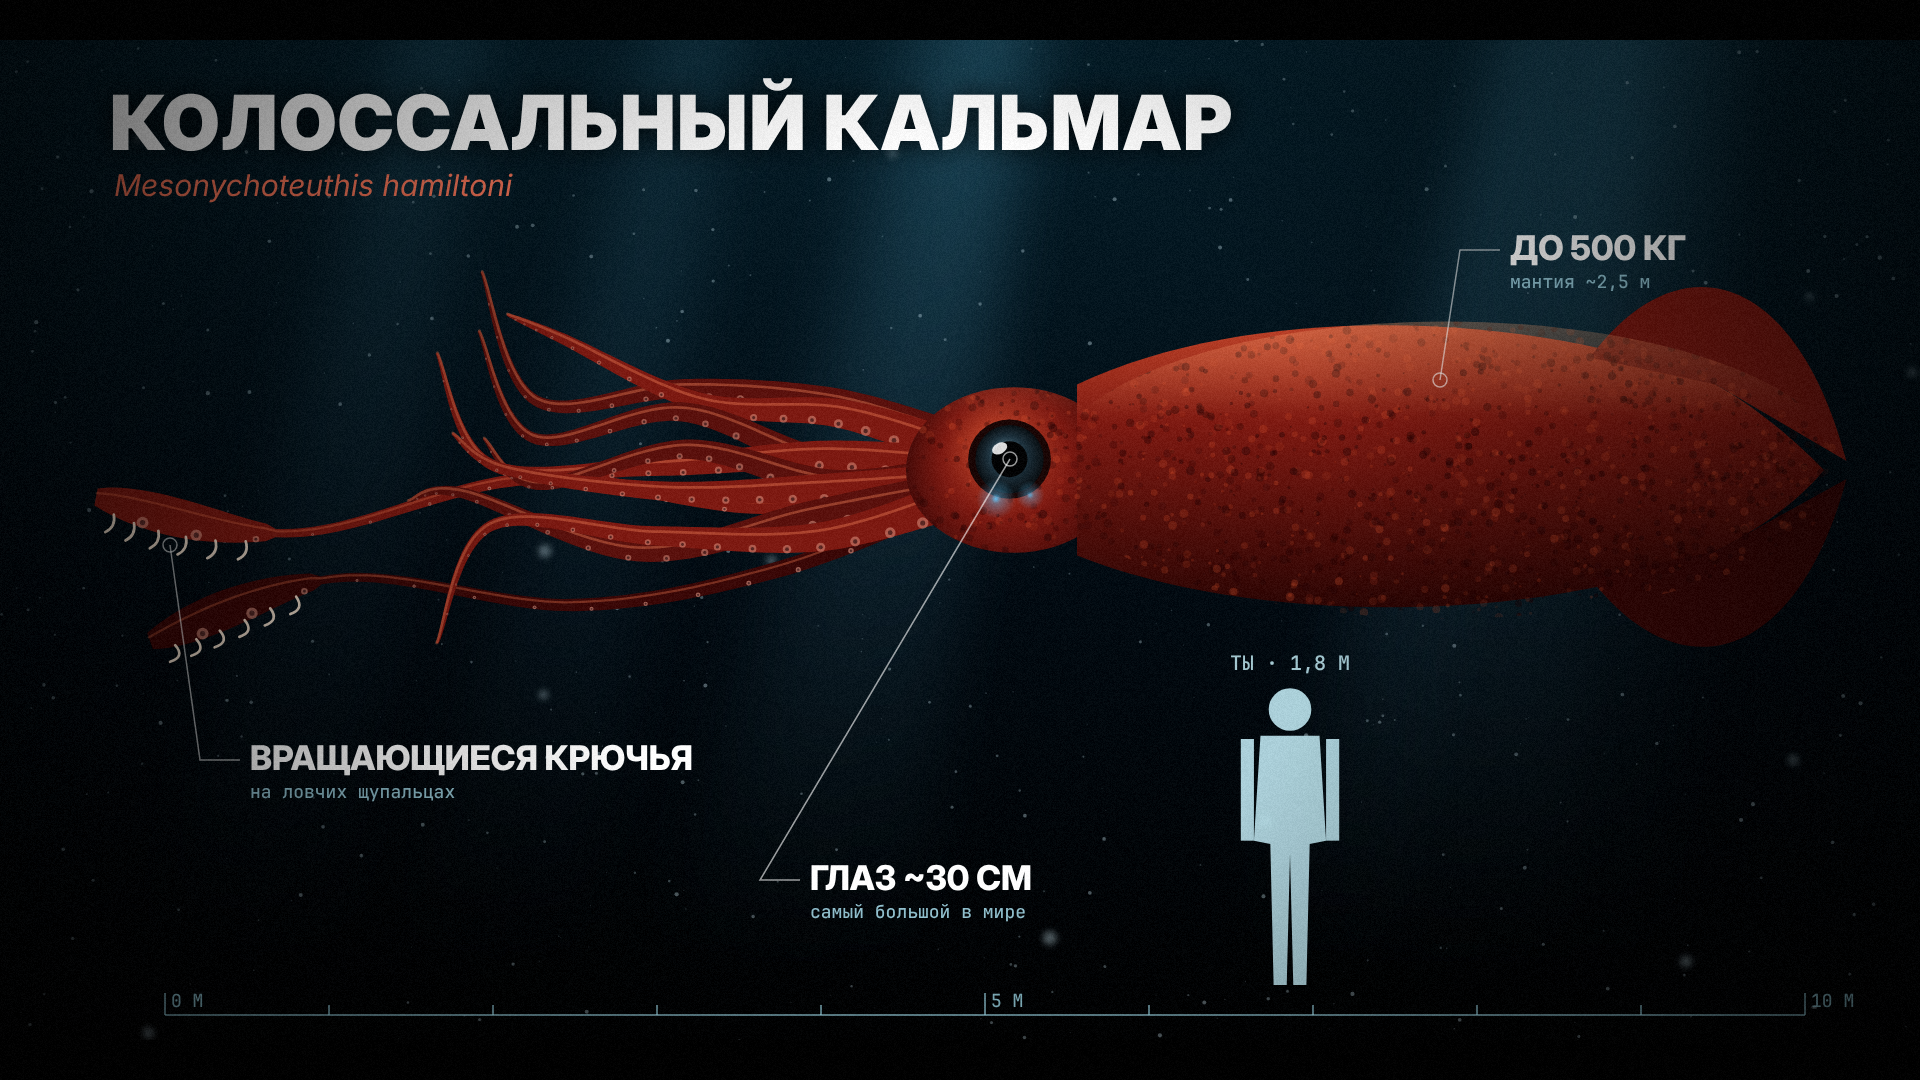 КОЛОССАЛЬНЫЙ КАЛЬМАР
Mesonychoteuthis hamiltoni
ДО 500 КГ
мантия ~2,5 м
ТЫ · 1,8 М
ВРАЩАЮЩИЕСЯ КРЮЧЬЯ
на ловчих щупальцах
ГЛАЗ ~30 СМ
самый большой в мире
0 М
5 М
10 М